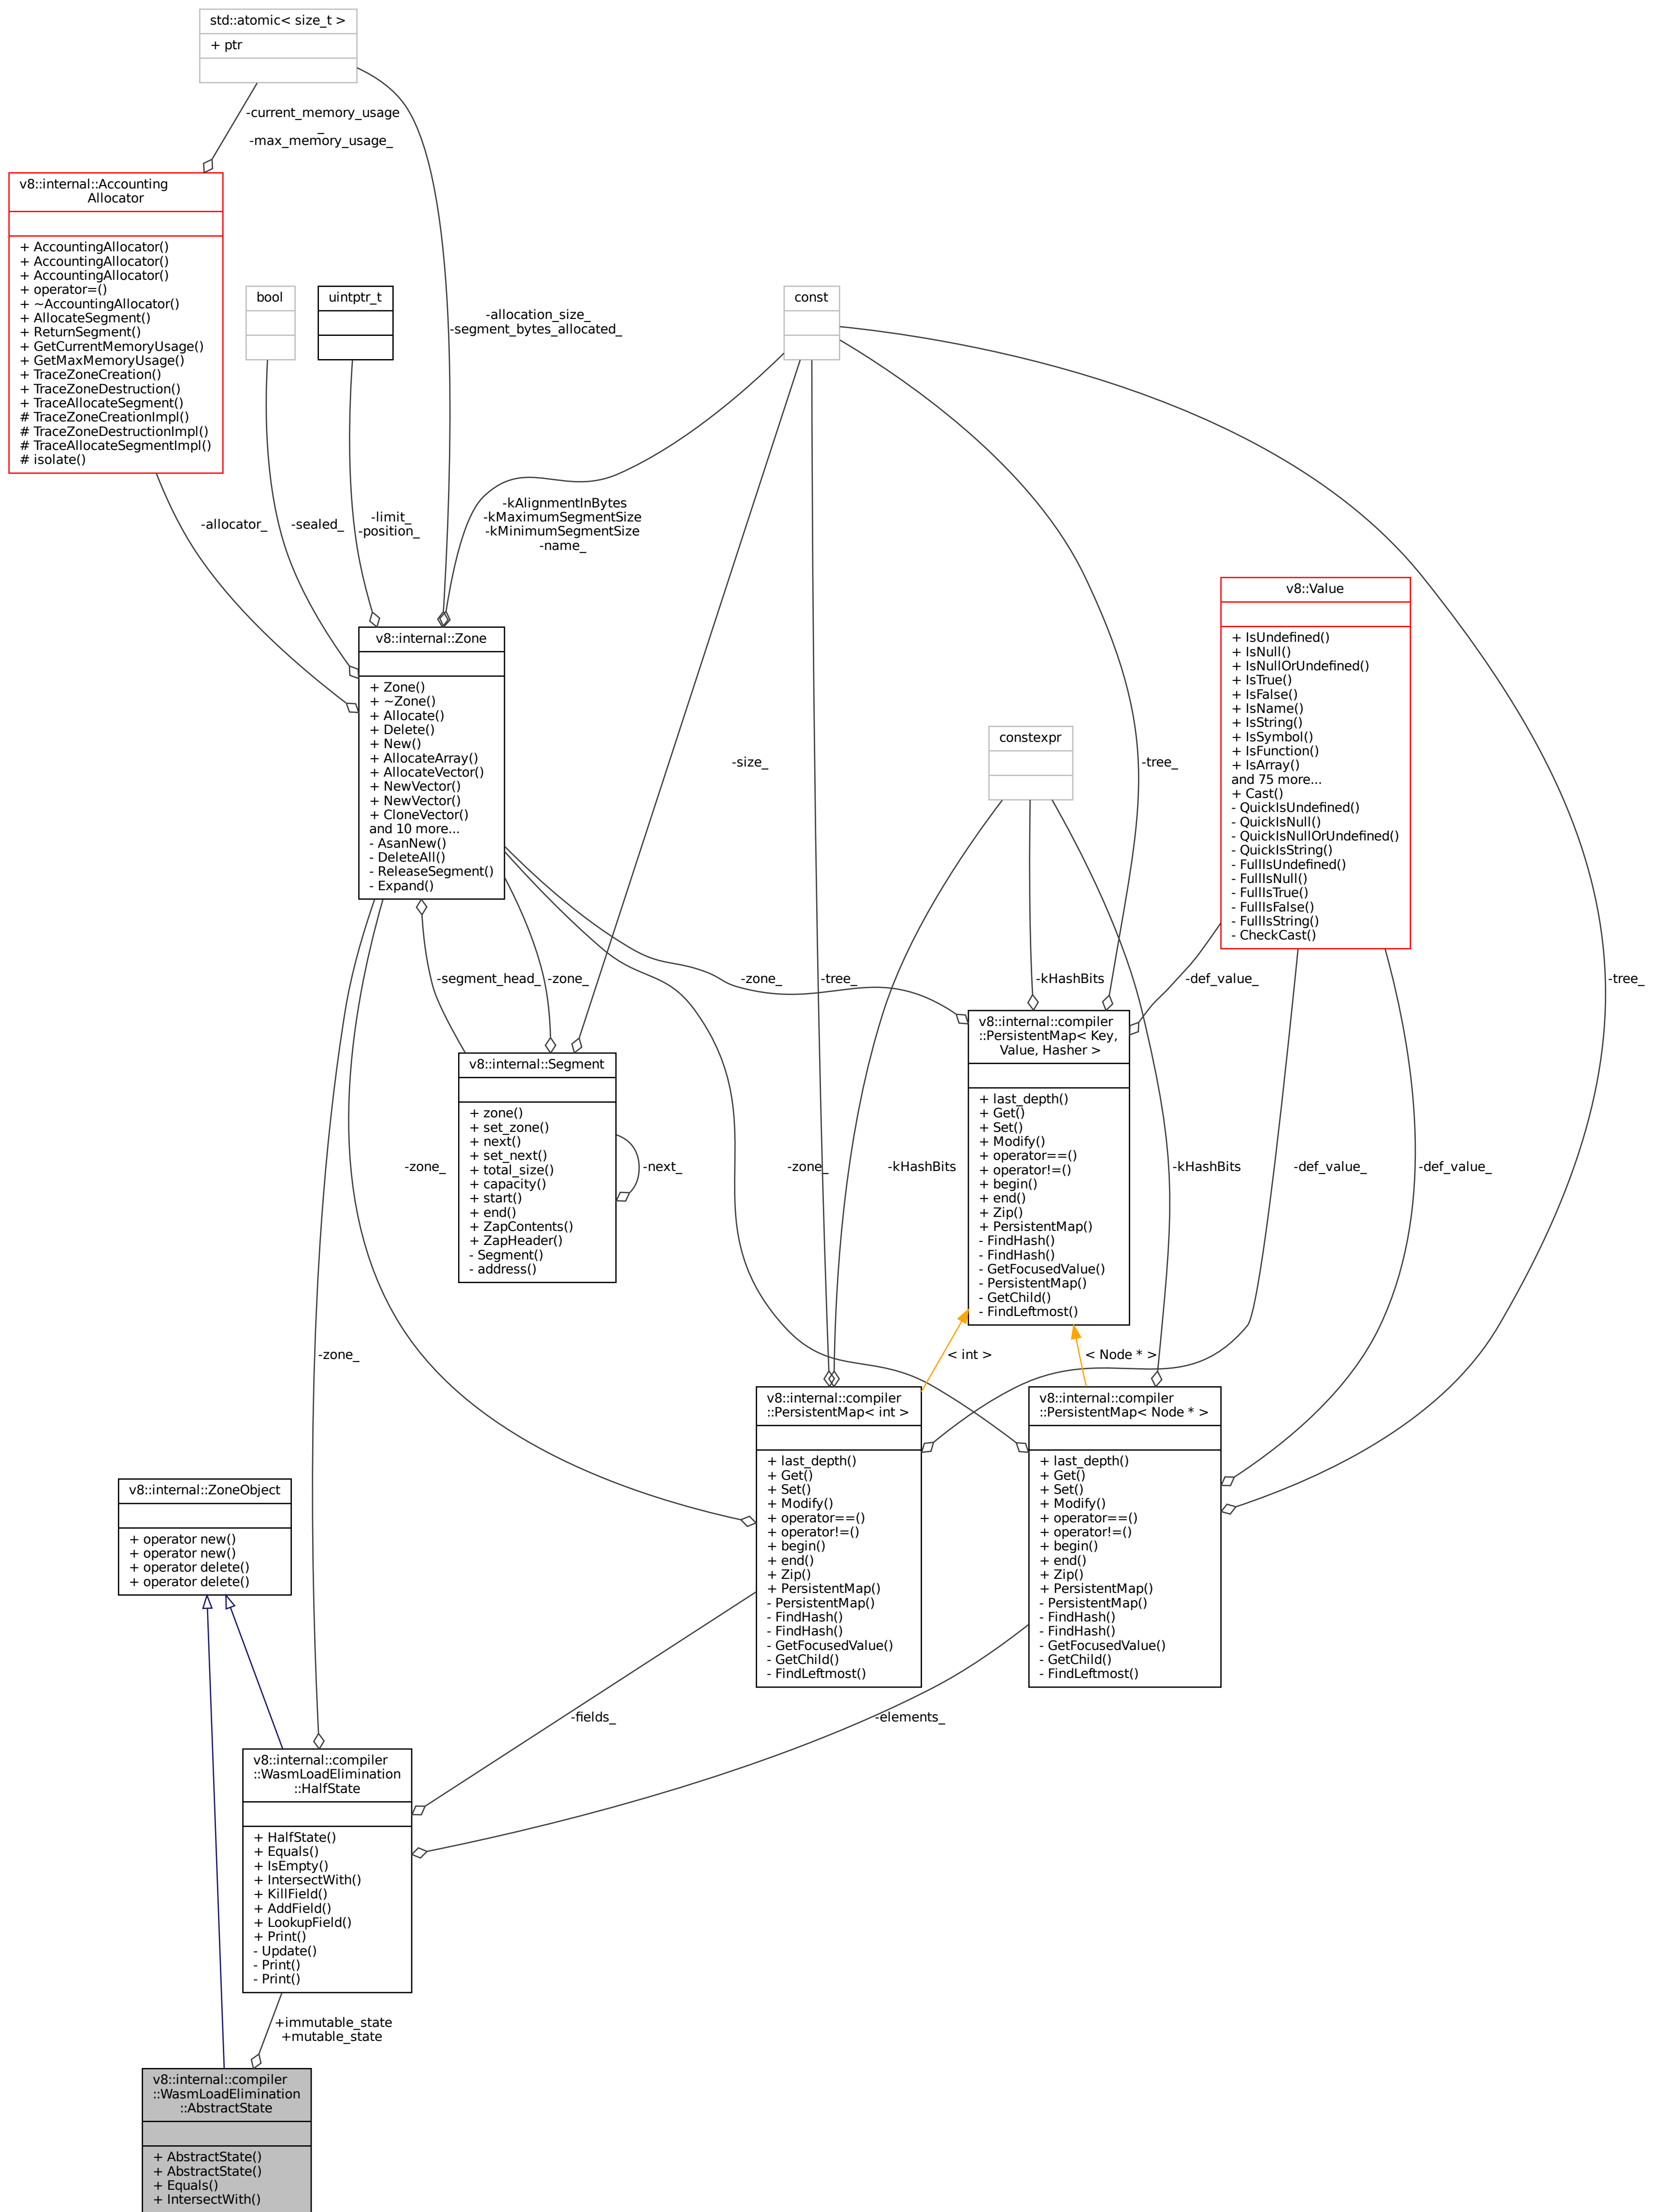 std::atomic< size_t >
+ ptr
-current_memory_usage
_
-max_memory_usage_
v8::internal::Accounting
Allocator
+ AccountingAllocator()
+ AccountingAllocator()
+ AccountingAllocator()
+ operator=()
+ ~AccountingAllocator()
+ AllocateSegment()
+ ReturnSegment()
+ GetCurrentMemoryUsage()
+ GetMaxMemoryUsage()
+ TraceZoneCreation()
+ TraceZoneDestruction()
+ TraceAllocateSegment()
# TraceZoneCreationImpl()
# TraceZoneDestructionImpl()
# TraceAllocateSegmentImpl()
# isolate()
bool
uintptr_t
const
-allocation_size_
-segment_bytes_allocated_
-allocator_
-sealed_
-limit_
-position_
-kAlignmentInBytes
-kMaximumSegmentSize
-kMinimumSegmentSize
-name_
v8::internal::Zone
+ Zone()
+ ~Zone()
+ Allocate()
+ Delete()
+ New()
+ AllocateArray()
+ AllocateVector()
+ NewVector()
+ NewVector()
+ CloneVector()
and 10 more...
- AsanNew()
- DeleteAll()
- ReleaseSegment()
- Expand()
-size_
constexpr
-tree_
v8::Value
+ IsUndefined()
+ IsNull()
+ IsNullOrUndefined()
+ IsTrue()
+ IsFalse()
+ IsName()
+ IsString()
+ IsSymbol()
+ IsFunction()
+ IsArray()
and 75 more...
+ Cast()
- QuickIsUndefined()
- QuickIsNull()
- QuickIsNullOrUndefined()
- QuickIsString()
- FullIsUndefined()
- FullIsNull()
- FullIsTrue()
- FullIsFalse()
- FullIsString()
- CheckCast()
-segment_head_
-zone_
-zone_
-tree_
-kHashBits
-def_value_
-tree_
v8::internal::Segment
+ zone()
+ set_zone()
+ next()
+ set_next()
+ total_size()
+ capacity()
+ start()
+ end()
+ ZapContents()
+ ZapHeader()
- Segment()
- address()
v8::internal::compiler
::PersistentMap< Key,
Value, Hasher >
+ last_depth()
+ Get()
+ Set()
+ Modify()
+ operator==()
+ operator!=()
+ begin()
+ end()
+ Zip()
+ PersistentMap()
- FindHash()
- FindHash()
- GetFocusedValue()
- PersistentMap()
- GetChild()
- FindLeftmost()
-zone_
-next_
-zone_
-kHashBits
-kHashBits
-def_value_
-def_value_
-zone_
< int >
< Node * >
v8::internal::compiler
::PersistentMap< int >
+ last_depth()
+ Get()
+ Set()
+ Modify()
+ operator==()
+ operator!=()
+ begin()
+ end()
+ Zip()
+ PersistentMap()
- PersistentMap()
- FindHash()
- FindHash()
- GetFocusedValue()
- GetChild()
- FindLeftmost()
v8::internal::compiler
::PersistentMap< Node * >
+ last_depth()
+ Get()
+ Set()
+ Modify()
+ operator==()
+ operator!=()
+ begin()
+ end()
+ Zip()
+ PersistentMap()
- PersistentMap()
- FindHash()
- FindHash()
- GetFocusedValue()
- GetChild()
- FindLeftmost()
v8::internal::ZoneObject
+ operator new()
+ operator new()
+ operator delete()
+ operator delete()
-fields_
-elements_
v8::internal::compiler
::WasmLoadElimination
::HalfState
+ HalfState()
+ Equals()
+ IsEmpty()
+ IntersectWith()
+ KillField()
+ AddField()
+ LookupField()
+ Print()
- Update()
- Print()
- Print()
+immutable_state
+mutable_state
v8::internal::compiler
::WasmLoadElimination
::AbstractState
+ AbstractState()
+ AbstractState()
+ Equals()
+ IntersectWith()